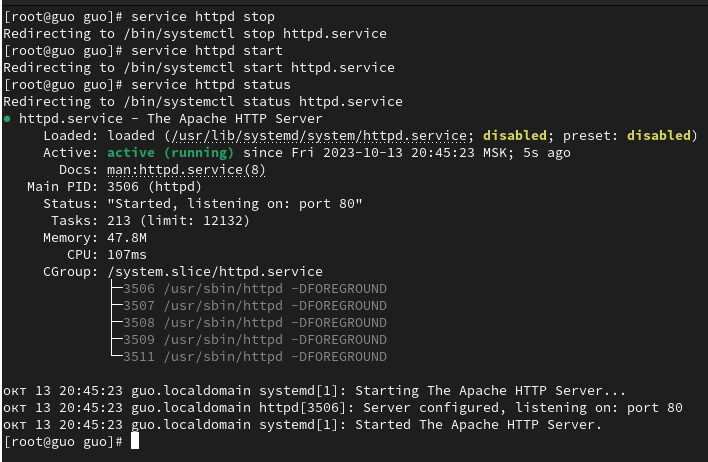 [root@guo guo]# service httpd stop
Redirecting to /bin/systemctl stop httpd.service
[root@guo guo]# service httpd start
Redirecting to /bin/systemctl start httpd.service
[root@guo guo]# service httpd status
Redirecting to /bin/systemctl status httpd.service
● httpd.service - The Apache HTTP Server
     Loaded: loaded (/usr/lib/systemd/system/httpd.service; disabled; preset: disabled)
     Active: active (running) since Fri 2023-10-13 20:45:23 MSK; 5s ago
       Docs: man:httpd.service(8)
   Main PID: 3506 (httpd)
     Status: "Started, listening on: port 80"
      Tasks: 213 (limit: 12132)
     Memory: 47.8M
        CPU: 107ms
     CGroup: /system.slice/httpd.service
             ├─3506 /usr/sbin/httpd -DFOREGROUND
             ├─3507 /usr/sbin/httpd -DFOREGROUND
             ├─3508 /usr/sbin/httpd -DFOREGROUND
             ├─3509 /usr/sbin/httpd -DFOREGROUND
             └─3511 /usr/sbin/httpd -DFOREGROUND

окт 13 20:45:23 guo.localdomain systemd[1]: Starting The Apache HTTP Server...
окт 13 20:45:23 guo.localdomain httpd[3506]: Server configured, listening on: port 80
окт 13 20:45:23 guo.localdomain systemd[1]: Started The Apache HTTP Server.
[root@guo guo]#